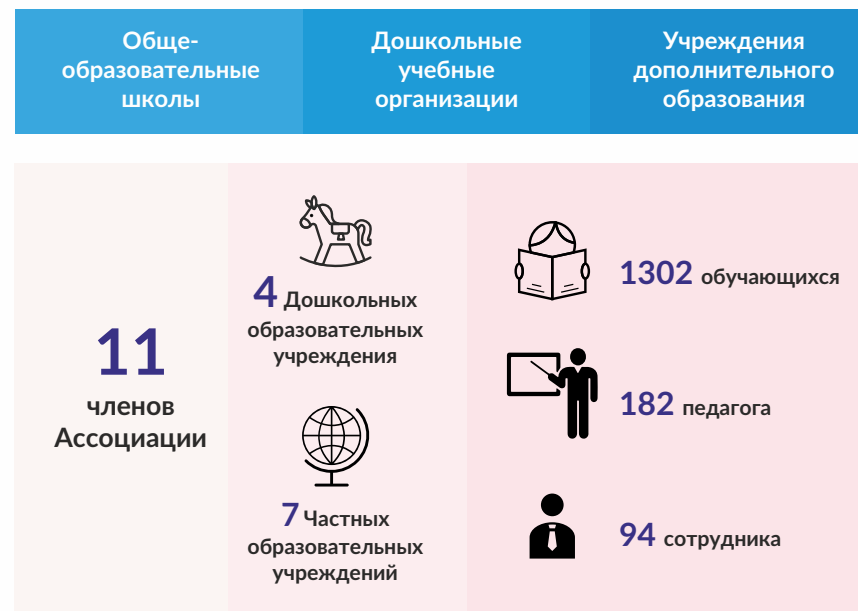 Обще-
образовательные
школы
Дошкольные
учебные
организации
Учреждения
дополнительного
образования
11
членов
Ассоциации
4 Дошкольных
образовательных
учреждения
7 Частных
образовательных
учреждений
1302 обучающихся
182 педагога
94 сотрудника